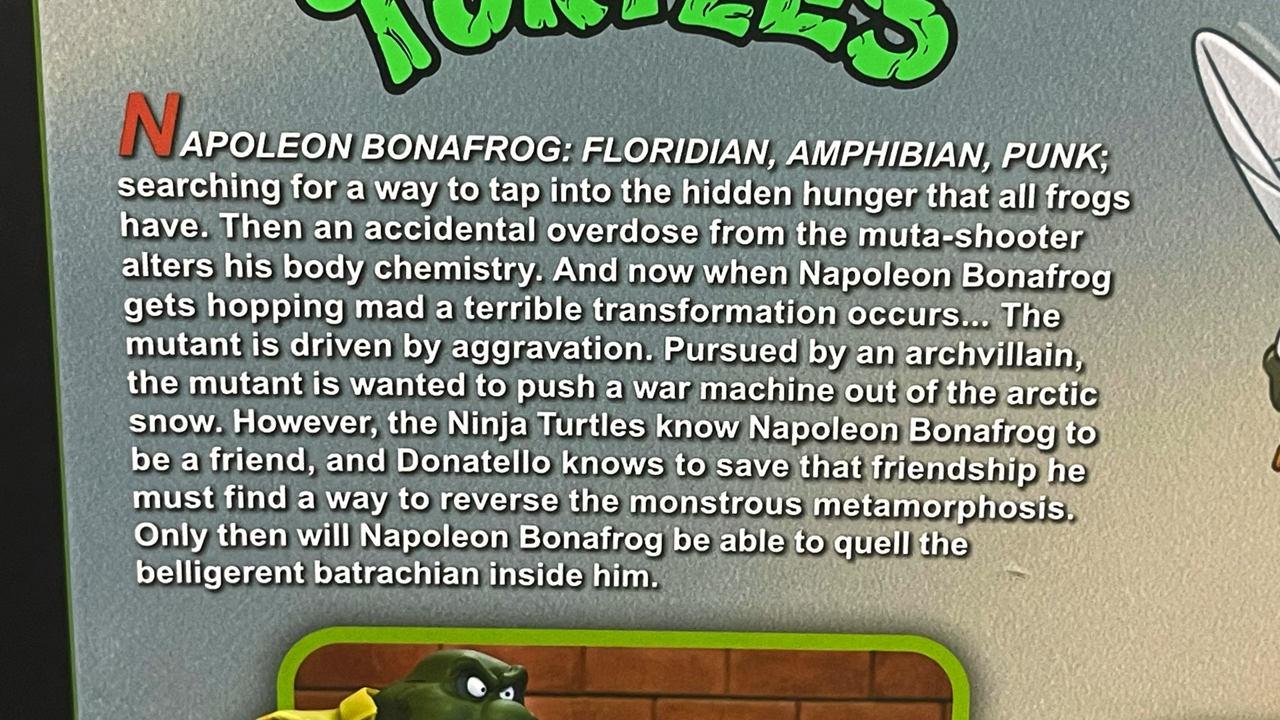 TURTLES
NAPOLEON BONAFROG: FLORIDIAN, AMPHIBIAN, PUNK;
searching for a way to tap into the hidden hunger that all frogs
have. Then an accidental overdose from the muta-shooter
alters his body chemistry. And now when Napoleon Bonafrog
gets hopping mad a terrible transformation occurs... The
mutant is driven by aggravation. Pursued by an archvillain,
the mutant is wanted to push a war machine out of the arctic
snow. However, the Ninja Turtles know Napoleon Bonafrog to
be a friend, and Donatello knows to save that friendship he
must find a way to reverse the monstrous metamorphosis.
Only then will Napoleon Bonafrog be able to quell the
belligerent batrachian inside him.